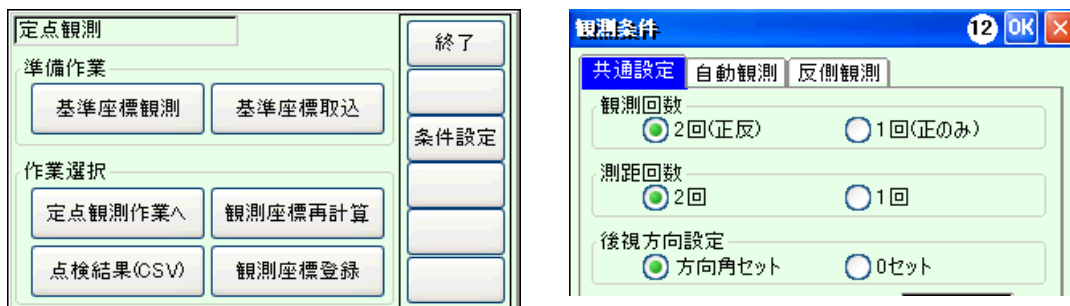 定点観測
終了
準備作業
基準座標観測 基準座標取込
条件設定
作業選択
定点観測作業へ 観測座標再計算
点検結果(CSV) 観測座標登録
観測条件 12 OK ×
共通設定 自動観測 反側観測
観測回数
2回(正反) 1回(正のみ)
測距回数
2回 1回
後視方向設定
方向角セット 0セット